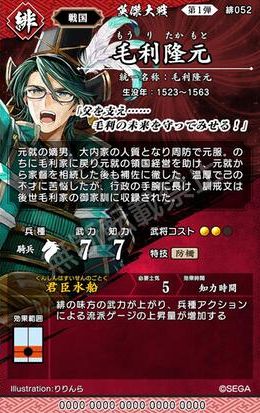 緋
戦国
英傑大戦
第1弾
緋052
もう り たか もと
毛利隆元
統一名称：毛利隆元
生没年：1523～1563
「父を支え……
毛利の未来を守ってみせる！」
元就の嫡男。大内家の人質となり周防で元服。の
ちに毛利家に戻り元就の領国経営を助け、元就か
ら家督を相続した後も補佐に徹した。温厚で己の
不才に苦悩したが、行政の手腕に長け、訓戒文は
後世毛利家の御家訓に収録された。
兵種
騎兵
武力
7
知力
7
武将コスト
特技
防柵
くんしんはすいせんのごとく
君臣水船
必要士気
5
効果時間
知力時間
効果範囲
緋の味方の武力が上がり、兵種アクション
による流派ゲージの上昇量が増加する
Illustration:りりんら
©SEGA
0000-0000-0000-0000-0000